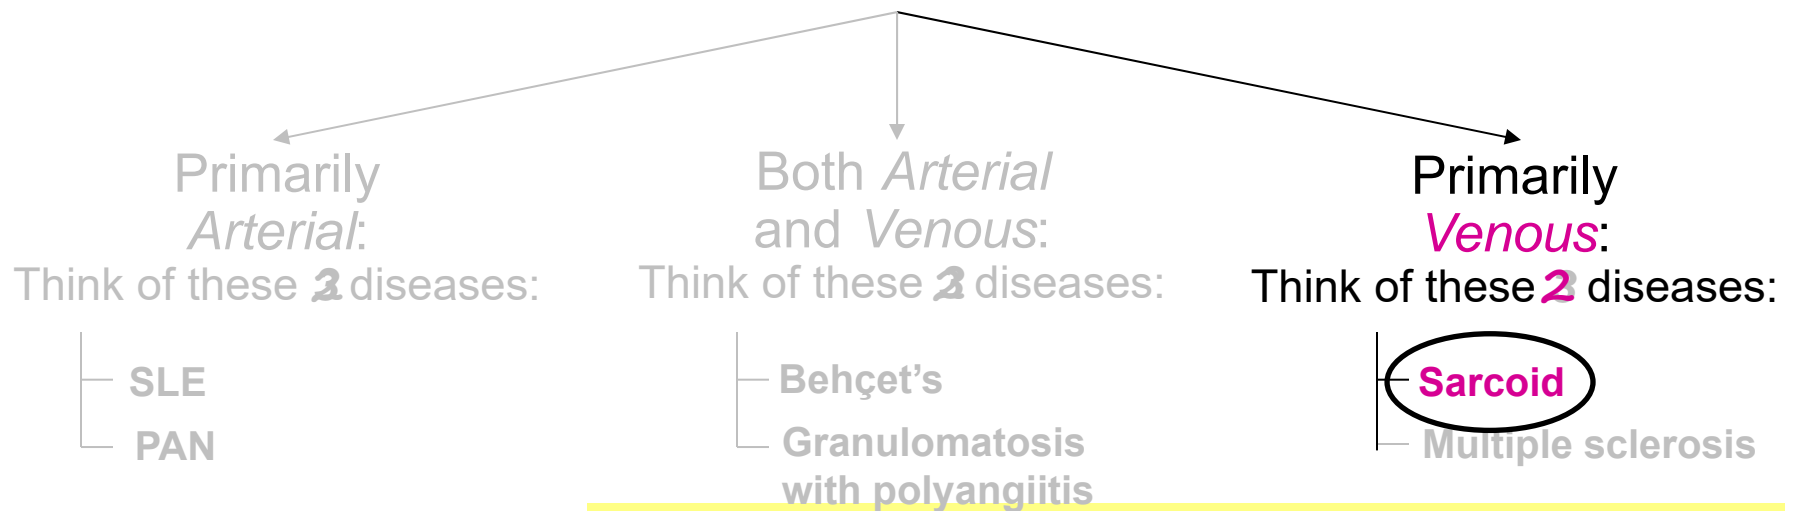 Primarily
Arterial:
Think of these 2 diseases:
SLE
PAN
Both Arterial
and Venous:
Think of these 2 diseases:
Behçet’s
Granulomatosis
with polyangiitis
Primarily
Venous:
Think of these 2 diseases:
Sarcoid
Multiple sclerosis